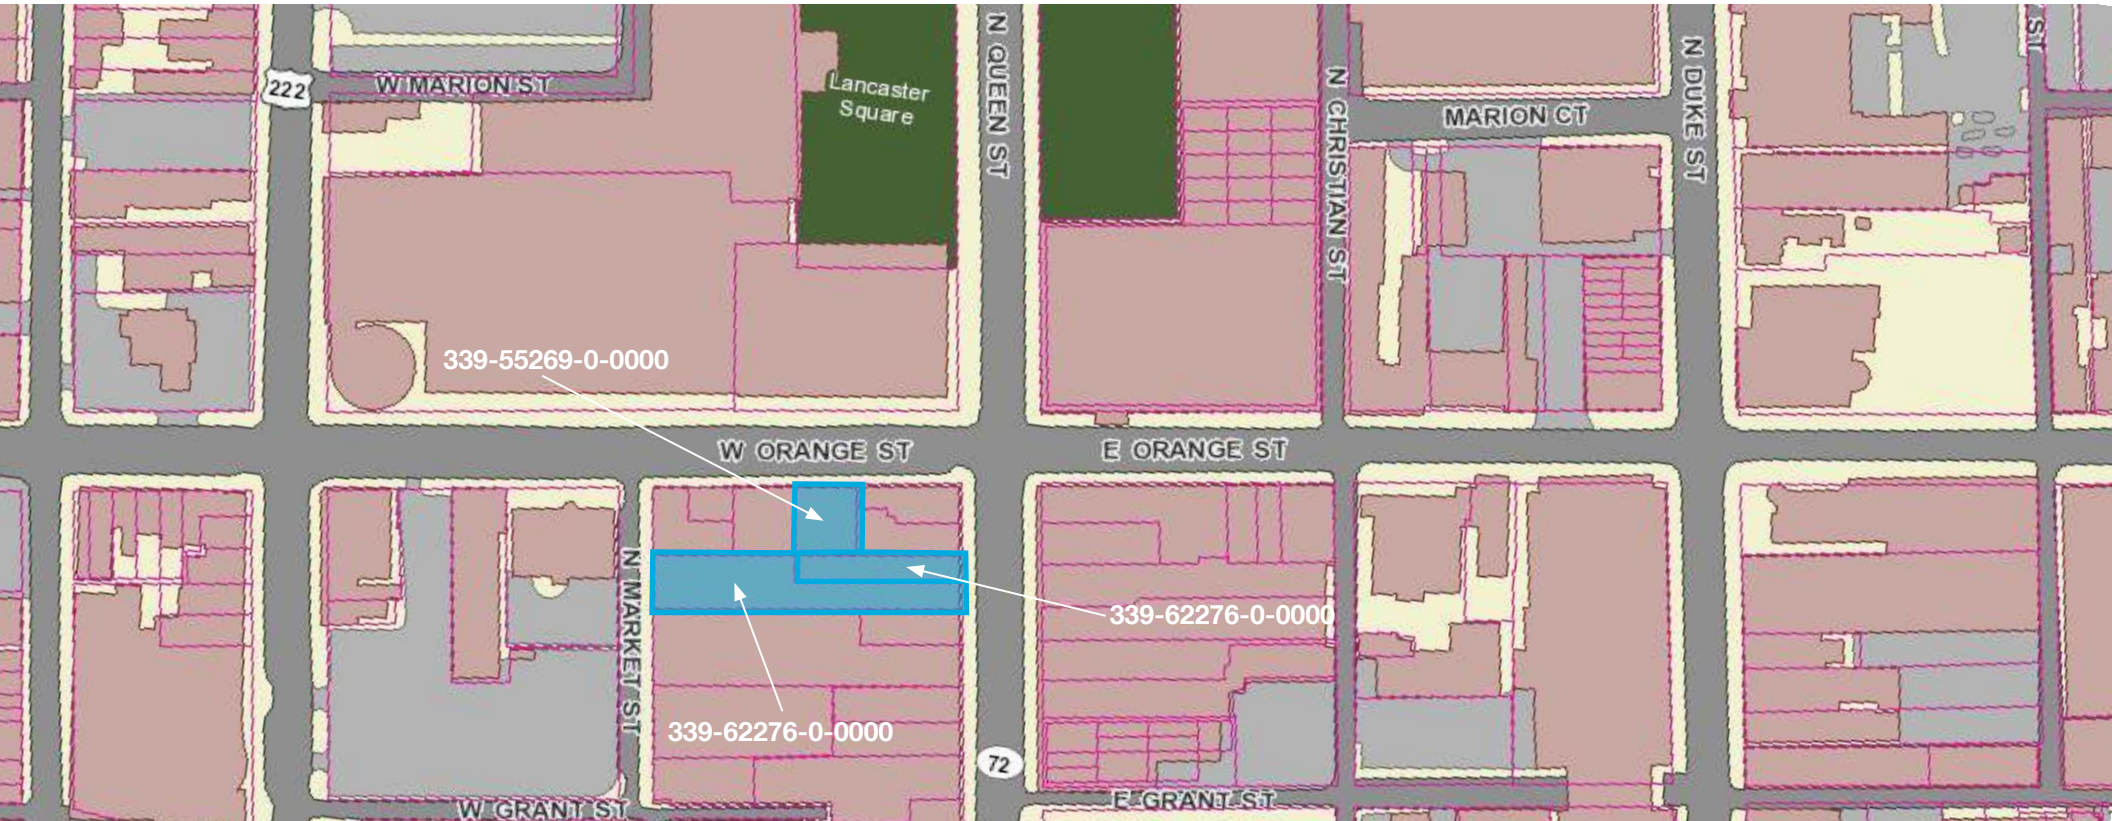 W MARION ST
222
Lancaster
Square
N QUEEN ST
N CHRISTIAN ST
MARION CT
N DUKE ST
ST
339-55269-0-0000
W ORANGE ST
E ORANGE ST
N MARKET ST
339-62276-0-0000
339-62276-0-0000
72
W GRANT ST
E GRANT ST